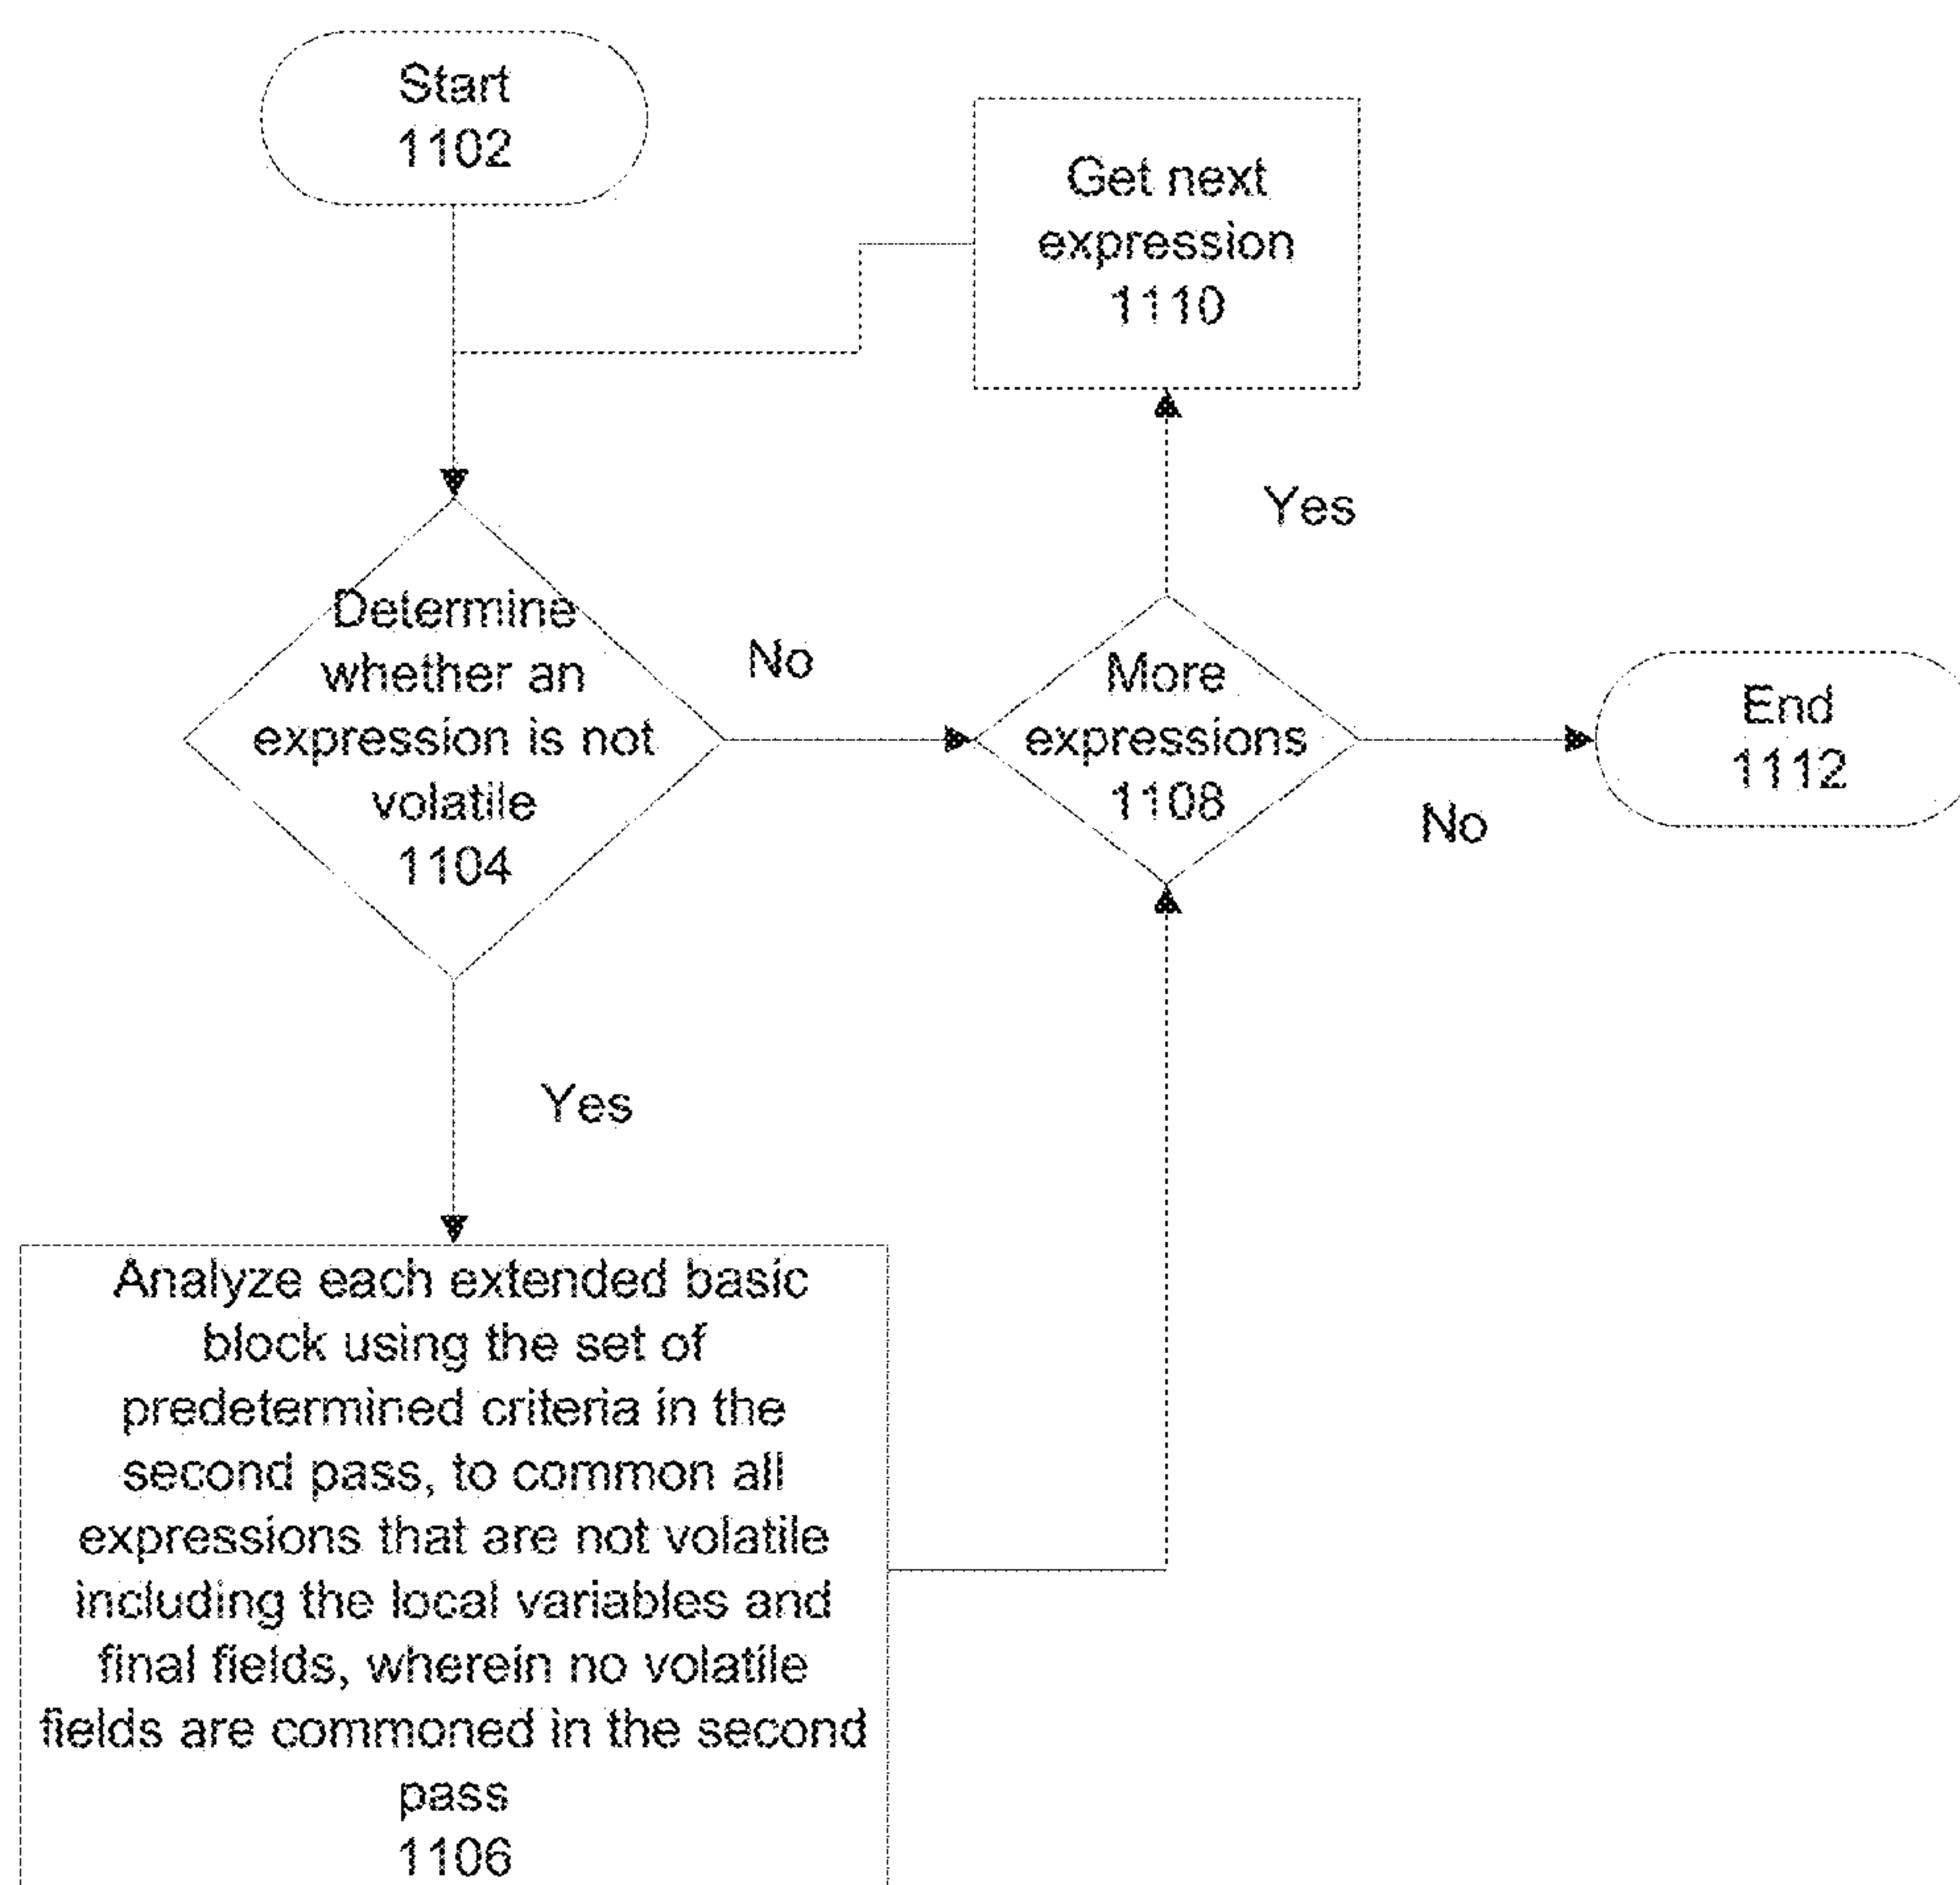 Start
1102
Get next
expression
1110
Yes
Determine
whether an
expression is not
volatile
1104
No
More
expressions
1108
End
1112
No
Yes
Analyze each extended basic
block using the set of
predetermined criteria in the
second pass, to common all
expressions that are not volatile
including the local variables and
final fields, wherein no volatile
fields are commoned in the second
pass
1106